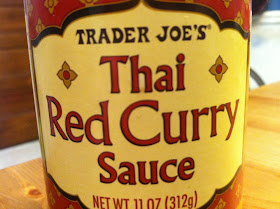 TRADER JOE'S®
Thai
Red Curry
Sauce
NET WT. 11 OZ (312g)